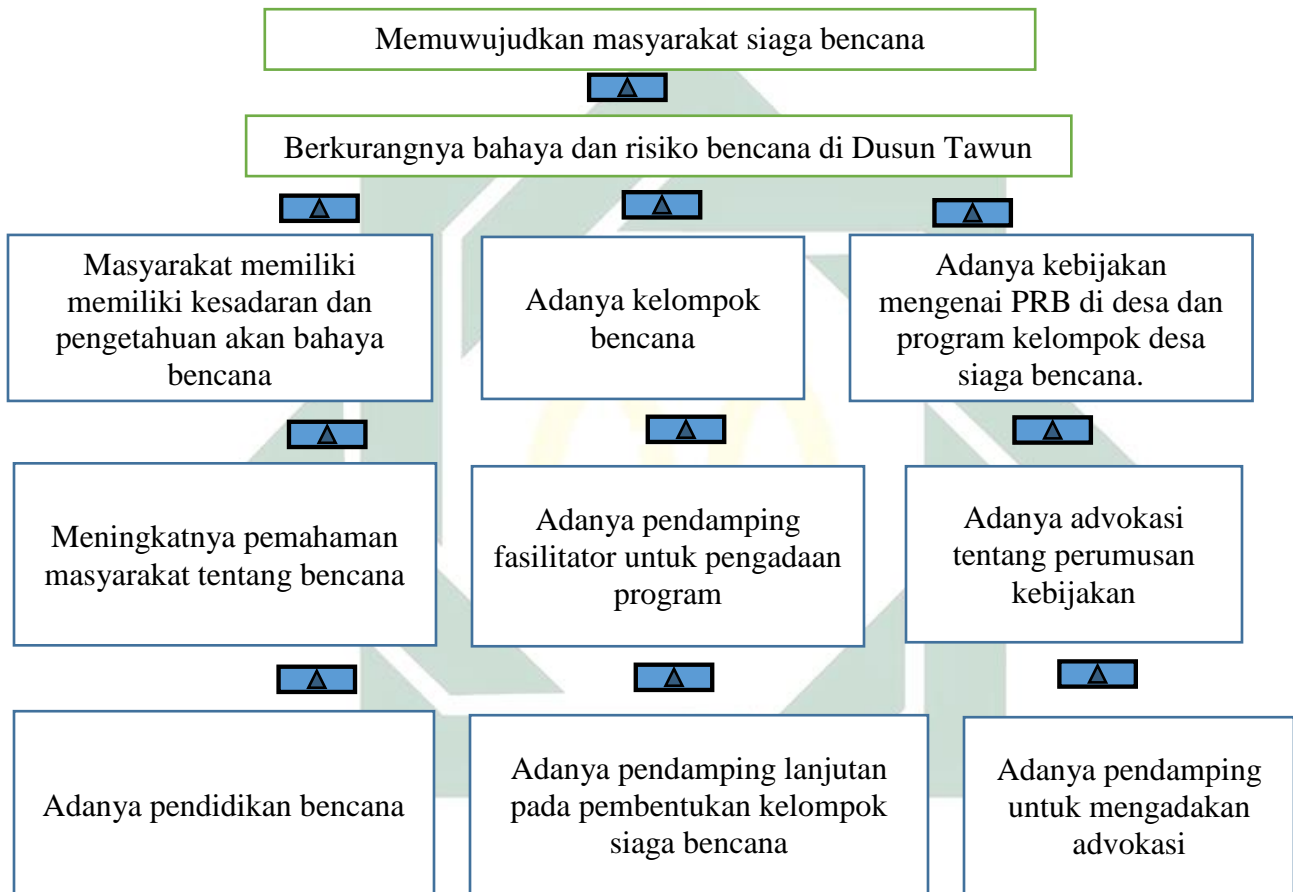 Memuwujudkan masyarakat siaga bencana
Berkurangnya bahaya dan risiko bencana di Dusun Tawun
Masyarakat memiliki
memiliki kesadaran dan
pengetahuan akan bahaya
bencana
Adanya kelompok
bencana
Adanya kebijakan
mengenai PRB di desa dan
program kelompok desa
siaga bencana.
Meningkatnya pemahaman
masyarakat tentang bencana
Adanya pendamping
fasilitator untuk pengadaan
program
Adanya advokasi
tentang perumusan
kebijakan
Adanya pendidikan bencana
Adanya pendamping lanjutan
pada pembentukan kelompok
siaga bencana
Adanya pendamping
untuk mengadakan
advokasi